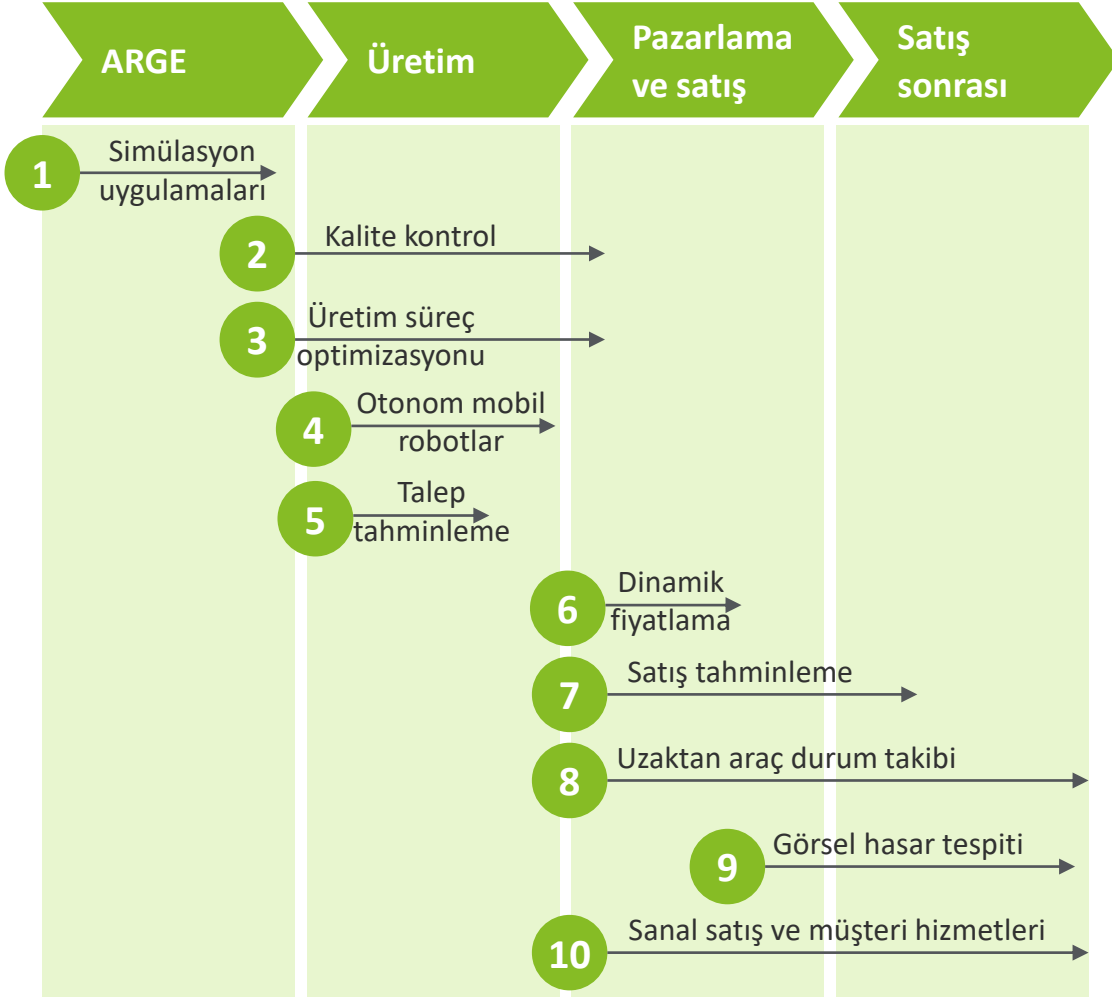 ARGE
Üretim
Pazarlama
ve satış
Satış
sonrası
1
Simülasyon
uygulamaları
2
Kalite kontrol
3
Üretim süreç
optimizasyonu
4
Otonom mobil
robotlar
5
Talep
tahminleme
6
Dinamik
fiyatlama
7
Satış tahminleme
8
Uzaktan araç durum takibi
9
Görsel hasar tespiti
10
Sanal satış ve müşteri hizmetleri